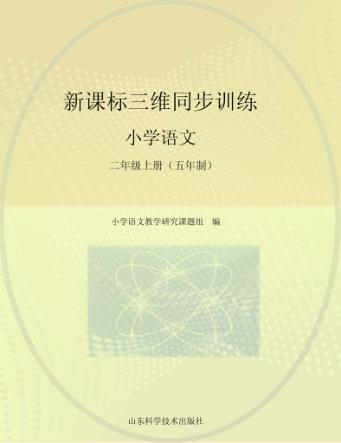 新课标三维同步训练
小学语文
二年级上册（五年制）
小学语文教学研究课题组　编
山东科学技术出版社